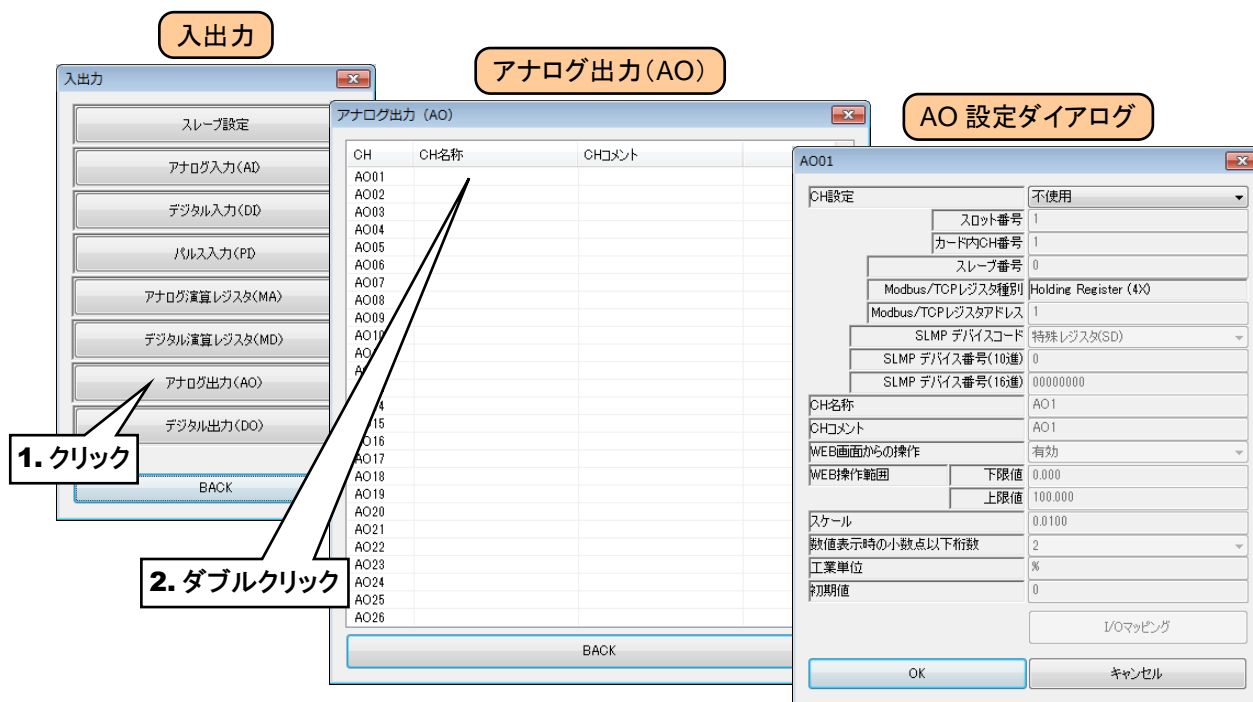 入出力
入出力
スレーブ設定
アナログ入力(AI)
デジタル入力(DI)
パルス入力(PI)
アナログ演算レジスタ(MA)
デジタル演算レジスタ(MD)
アナログ出力(AO)
デジタル出力(DO)
BACK
1. クリック
アナログ出力(AO)
アナログ出力 (AO)
CH CH名称 CHコメント
AO01
AO02
AO03
AO04
AO05
AO06
AO07
AO08
AO09
AO10
AO
4
15
AO16
AO17
AO18
AO19
AO20
AO21
AO22
AO23
AO24
AO25
AO26
BACK
2. ダブルクリック
AO 設定ダイアログ
AO01
CH設定 不使用
スロット番号 1
カード内CH番号 1
スレーブ番号 0
Modbus/TCPレジスタ種別 Holding Register (4X)
Modbus/TCPレジスタアドレス 1
SLMP デバイスコード 特殊レジスタ(SD)
SLMP デバイス番号(10進) 0
SLMP デバイス番号(16進) 00000000
CH名称 AO1
CHコメント AO1
WEB画面からの操作 有効
WEB操作範囲 下限値 0.000
上限値 100.000
スケール 0.0100
数値表示時の小数点以下桁数 2
工業単位 %
初期値 0
I/Oマッピング
OK キャンセル